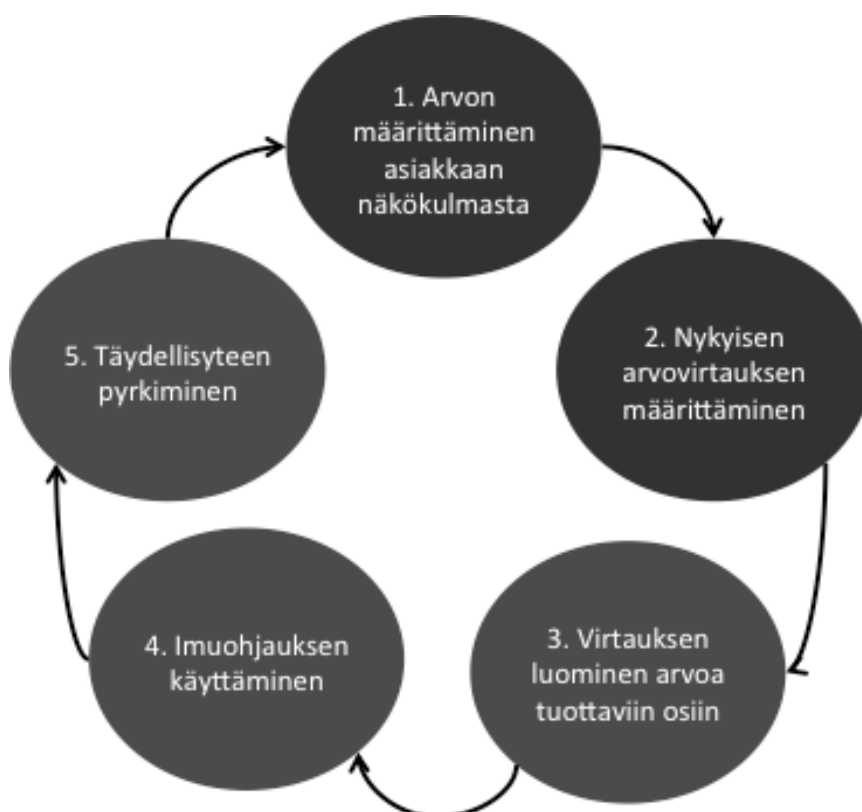 1. Arvon
määrittäminen
asiakkaan
näkökulmasta
2. Nykyisen
arvovirtauksen
määrittäminen
3. Virtauksen
luominen arvoa
tuottaviin osiin
4. Imuohjauksen
käyttäminen
5. Täydellisyteen
pyrkiminen